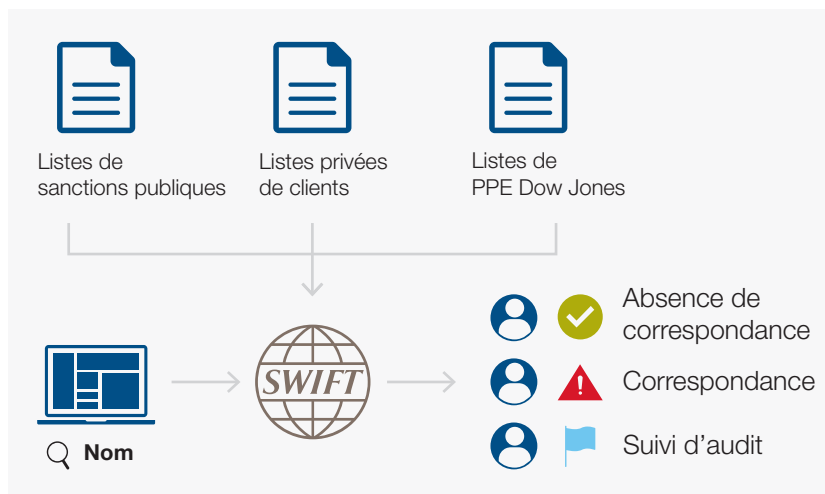 Listes de
sanctions publiques
Listes privées
de clients
Listes de
PPE Dow Jones
Nom
SWIFT
Absence de
correspondance
Correspondance
Suivi d’audit